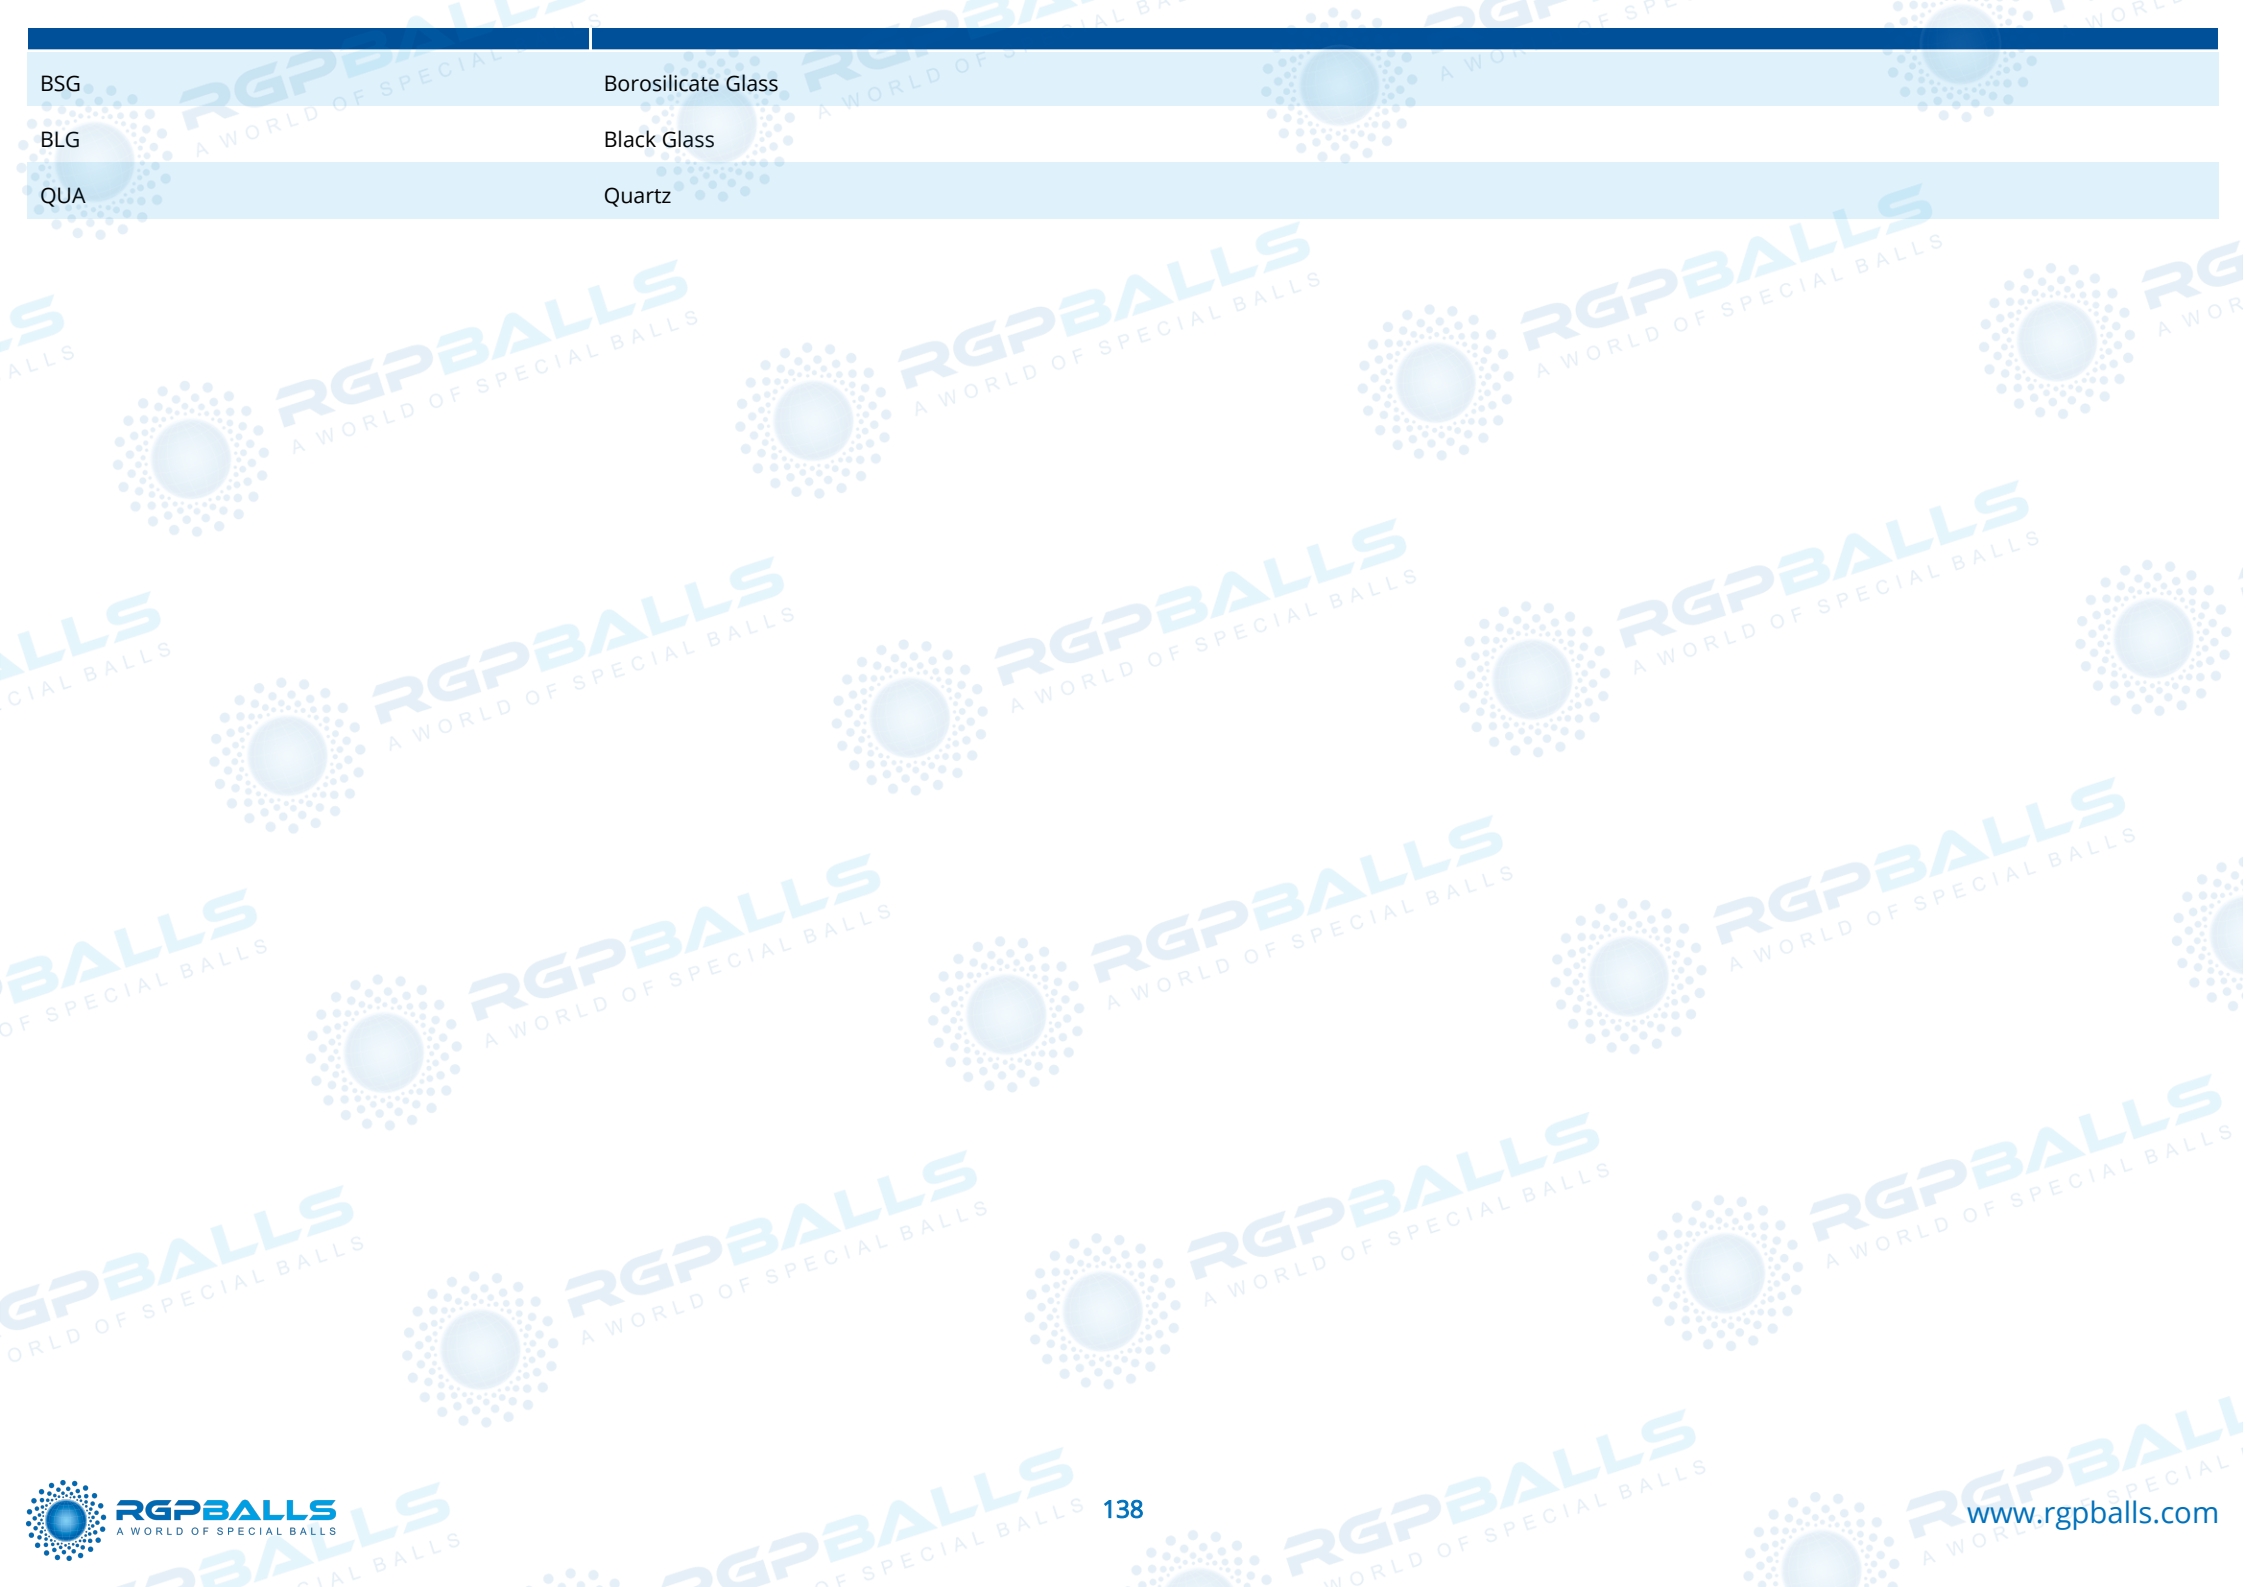 BSG Borosilicate Glass
BLG Black Glass
QUA Quartz
RGPBALLS
A WORLD OF SPECIAL BALLS
138
www.rgpballs.com